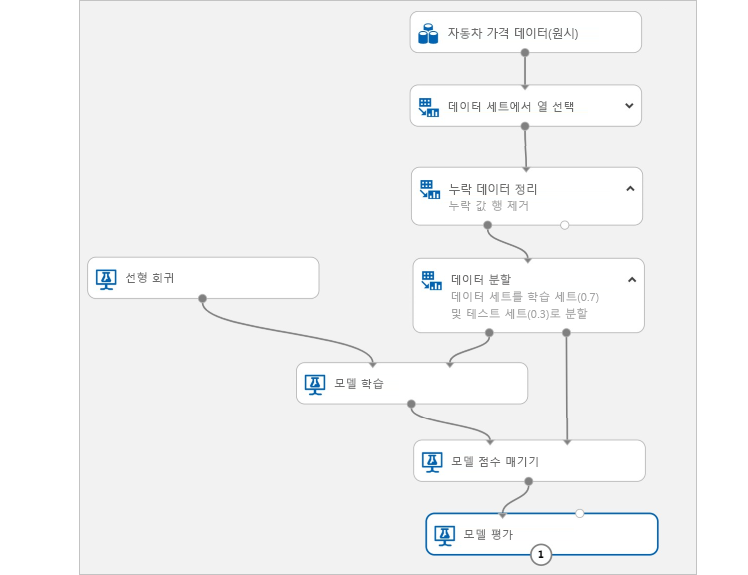 자동차 가격 데이터(원시)
데이터 세트에서 열 선택
누락 데이터 정리
누락 값 행 제거
선형 회귀
데이터 분할
데이터 세트를 학습 세트(0.7)
및 테스트 세트(0.3)로 분할
모델 학습
모델 점수 매기기
모델 평가
1